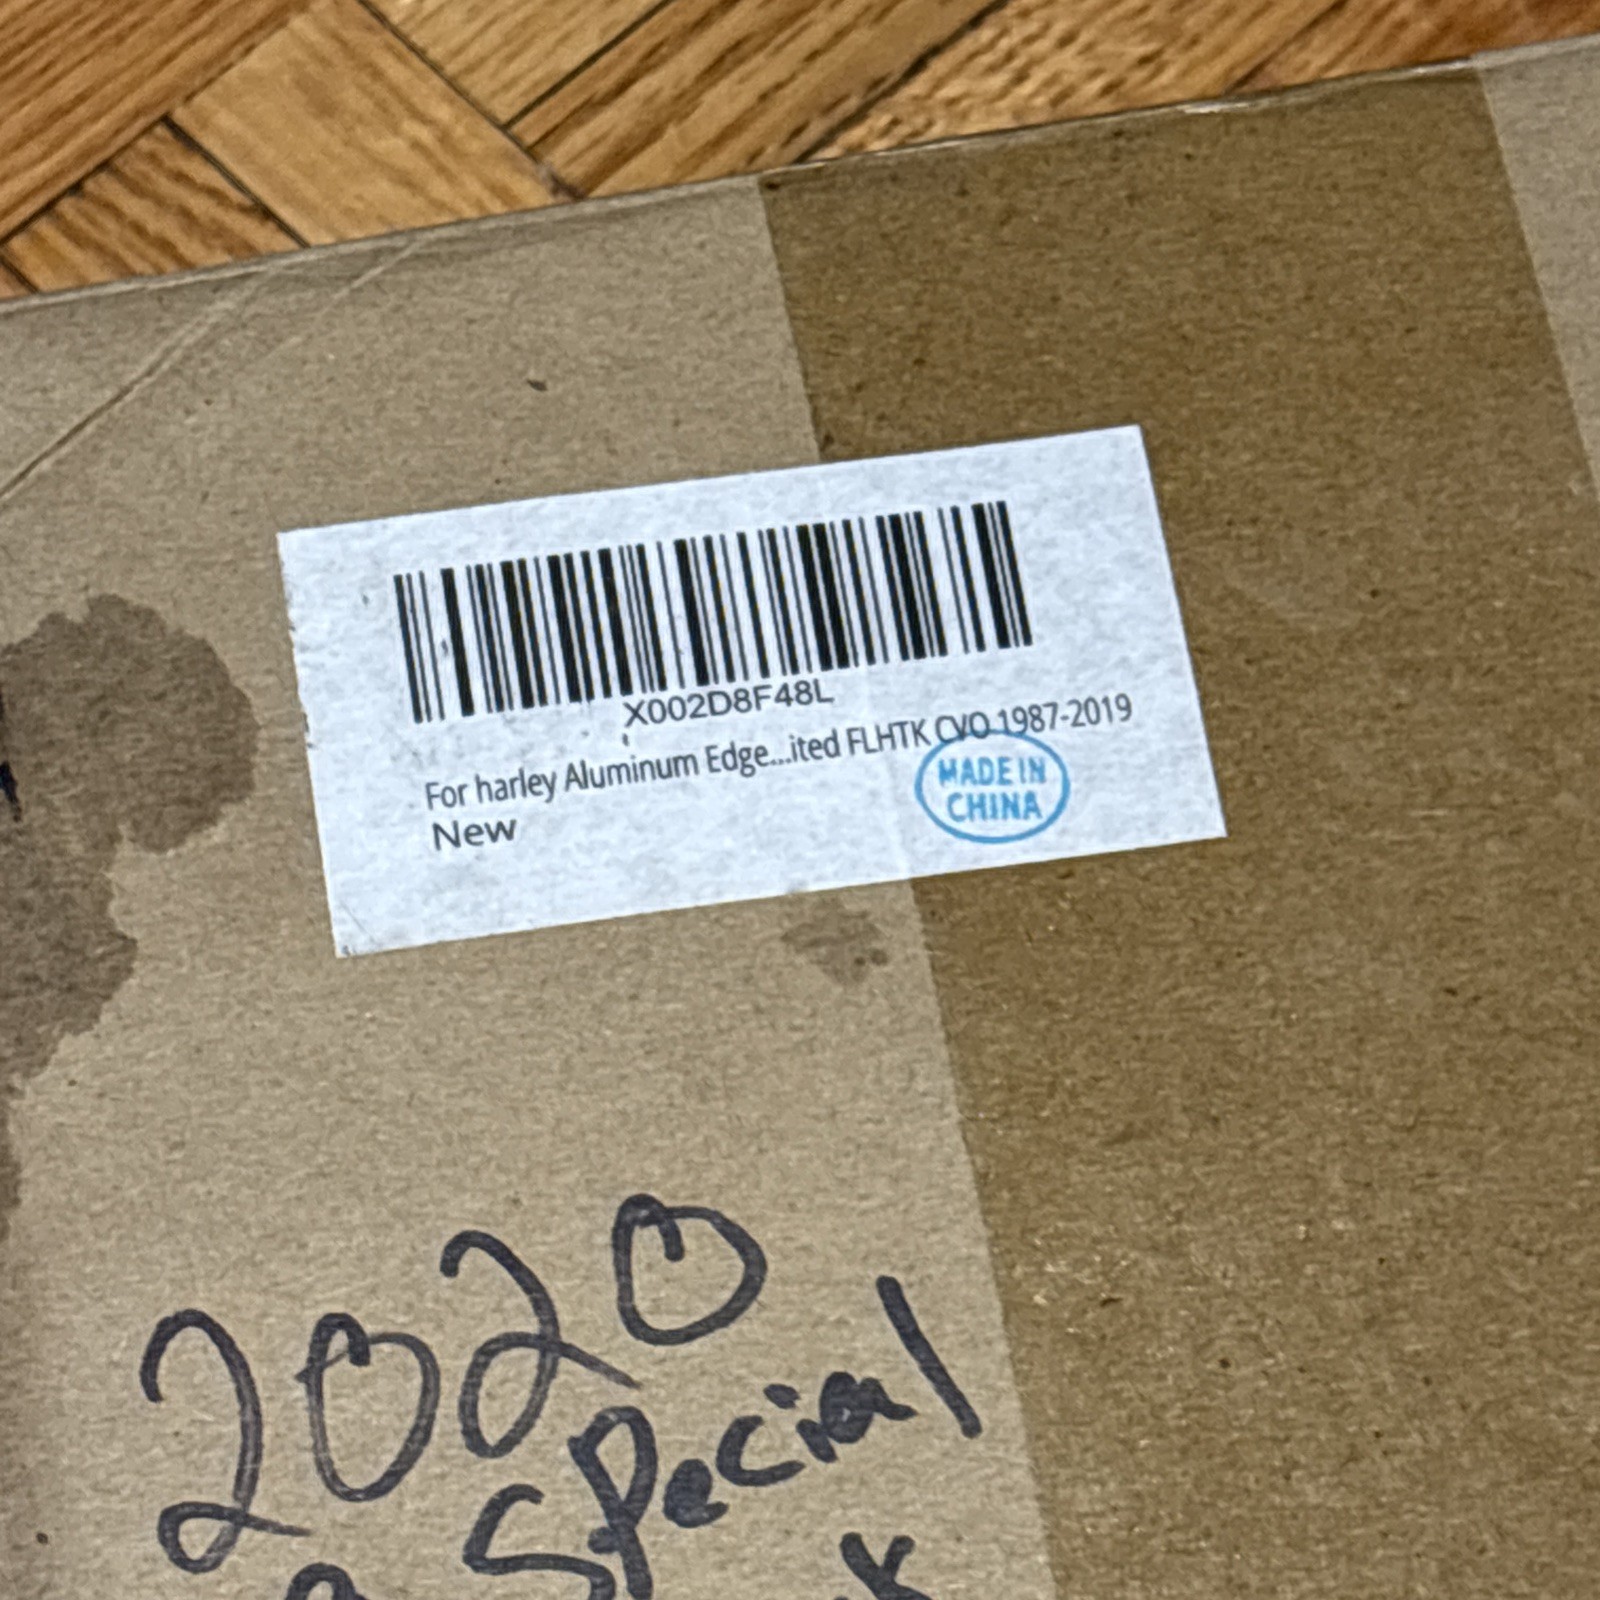 X002D8F48L
For harley Aluminum Edge...ited FLHTK CVO 1987-2019
New
MADE IN
CHINA
2020
Special